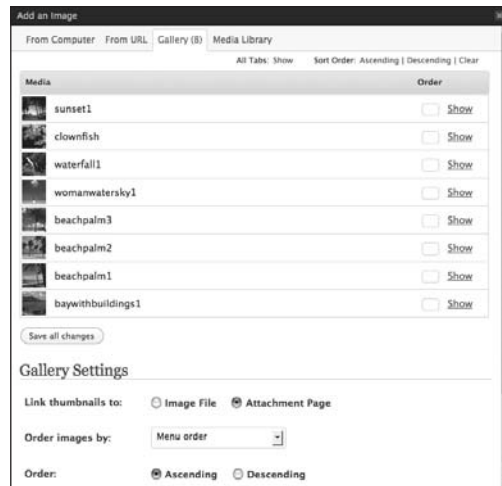 Add an Image
From Computer From URL Gallery (8) Media Library
All Tabs: Show Sort Order: Ascending | Descending | Clear
Media Order
sunset1 Show
clownfish Show
waterfall1 Show
womanwatersky1 Show
beachpalm3 Show
beachpalm2 Show
beachpalm1 Show
baywithbuildings1 Show
Save all changes
Gallery Settings
Link thumbnails to: Image File Attachment Page
Order images by: Menu order
Order: Ascending Descending